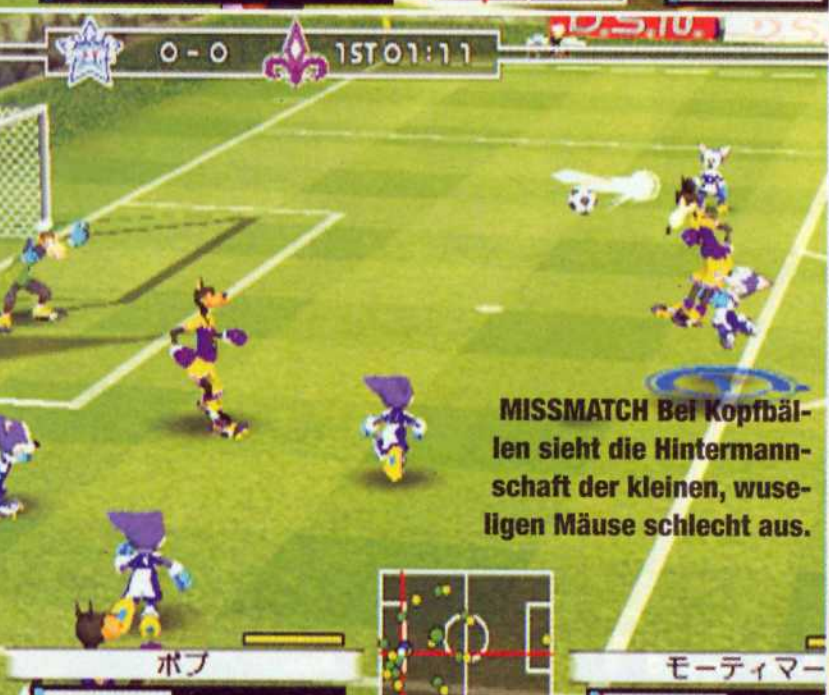 D.S.10.
0 - 0 1ST 01:11
MISSMATCH Bei Kopfbäl-
len sieht die Hintermann-
schaft der kleinen, wuse-
ligen Mäuse schlecht aus.
ボブ
モーティマー